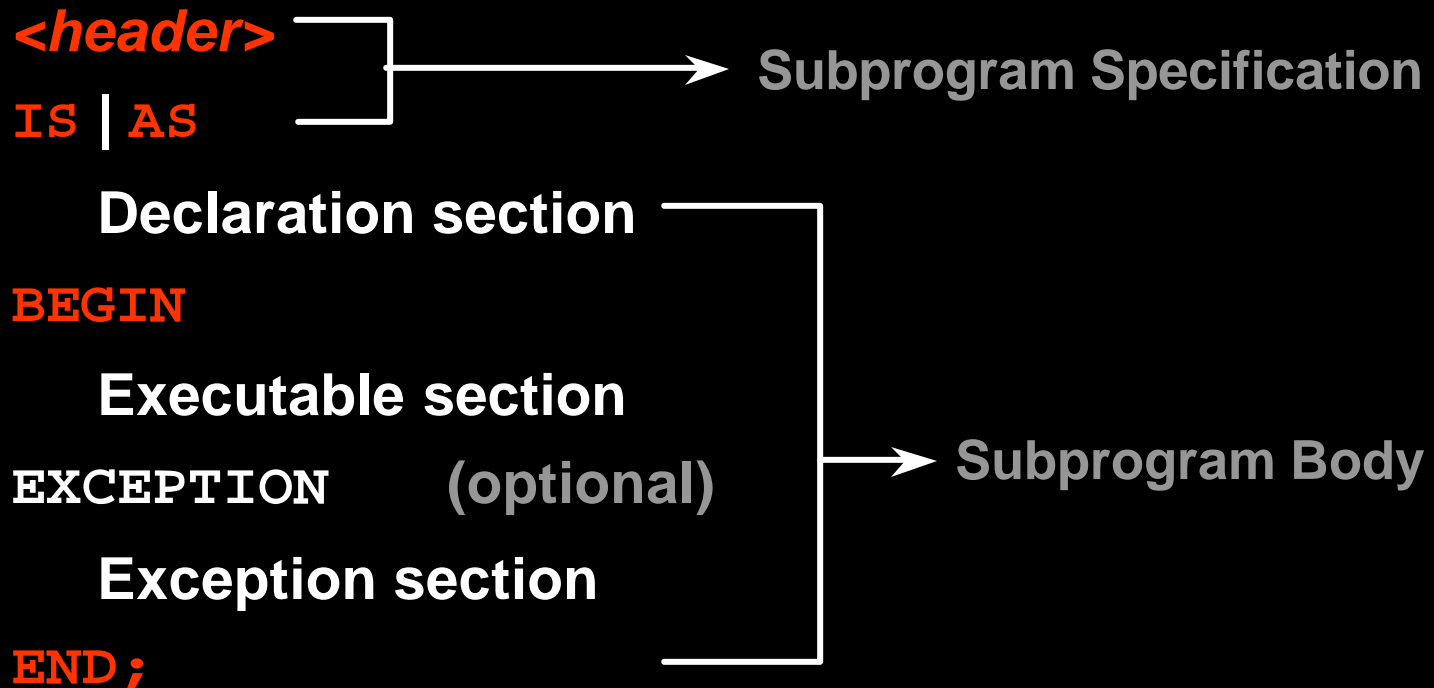 <header>
Subprogram Specification
IS | AS
Declaration section
BEGIN
Executable section
EXCEPTION (optional)
Subprogram Body
Exception section
END;